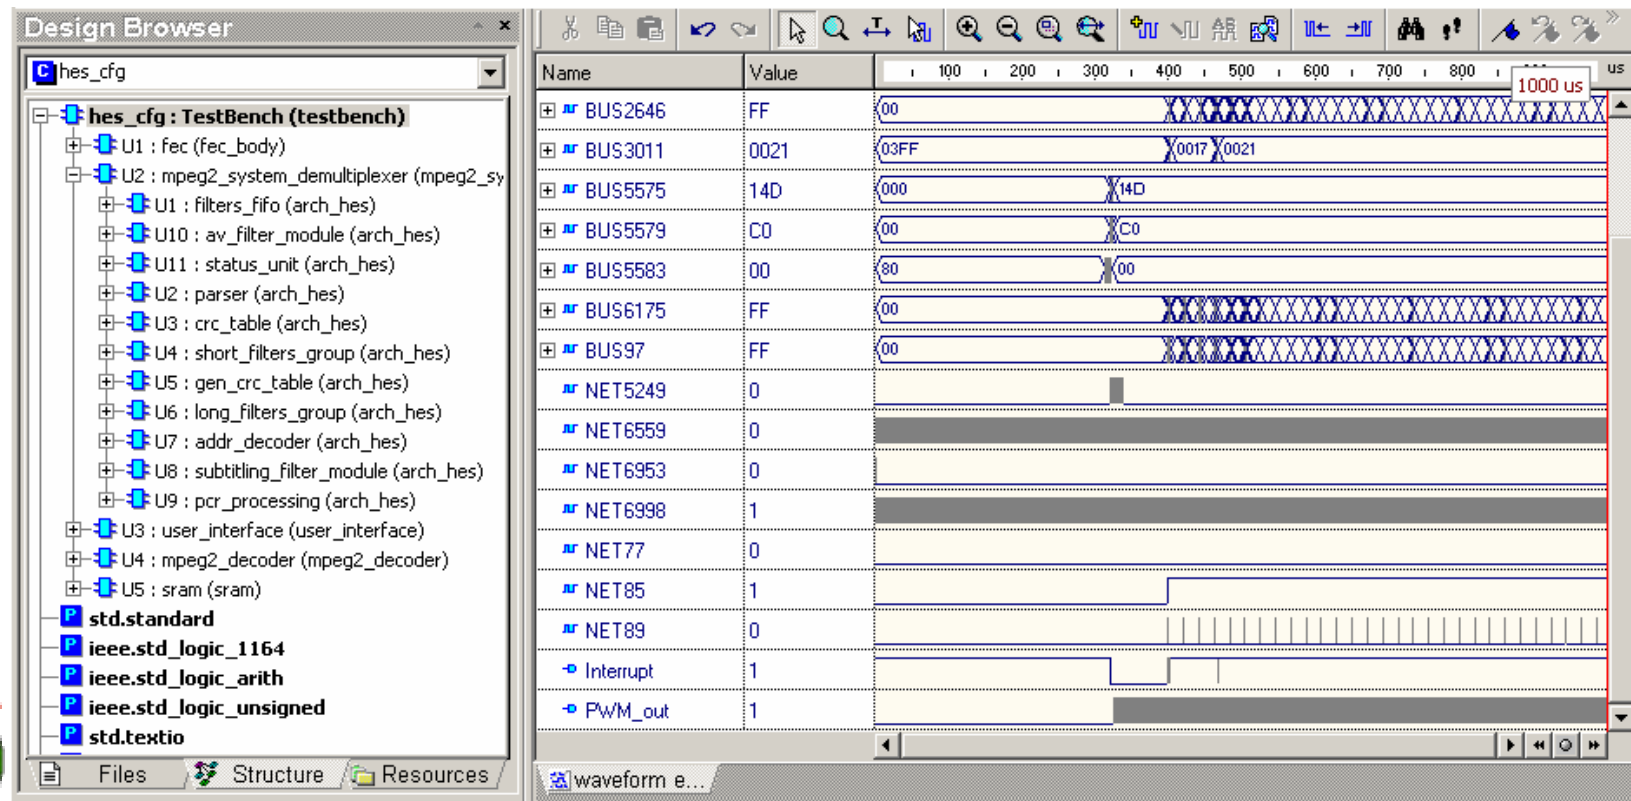 Design Browser
hes_cfg
hes_cfg : TestBench (testbench)
U1 : fec (fec_body)
U2 : mpeg2_system_demultiplexer (mpeg2_sy
U1 : filters_fifo (arch_hes)
U10 : av_filter_module (arch_hes)
U11 : status_unit (arch_hes)
U2 : parser (arch_hes)
U3 : crc_table (arch_hes)
U4 : short_filters_group (arch_hes)
U5 : gen_crc_table (arch_hes)
U6 : long_filters_group (arch_hes)
U7 : addr_decoder (arch_hes)
U8 : subtitling_filter_module (arch_hes)
U9 : pcr_processing (arch_hes)
U3 : user_interface (user_interface)
U4 : mpeg2_decoder (mpeg2_decoder)
U5 : sram (sram)
std.standard
ieee.std_logic_1164
ieee.std_logic_arith
ieee.std_logic_unsigned
std.textio
Files Structure Resources
Name Value 100 200 300 400 500 600 700 800 us
1000 us
BUS2646 FF 00
BUS3011 0021 03FF 0017 0021
BUS5575 14D 000 14D
BUS5579 C0 00 C0
BUS5583 00 80 00
BUS6175 FF 00
BUS97 FF 00
NET5249 0
NET6559 0
NET6953 0
NET6998 1
NET77 0
NET85 1
NET89 0
Interrupt 1
PWM_out 1
waveform e...